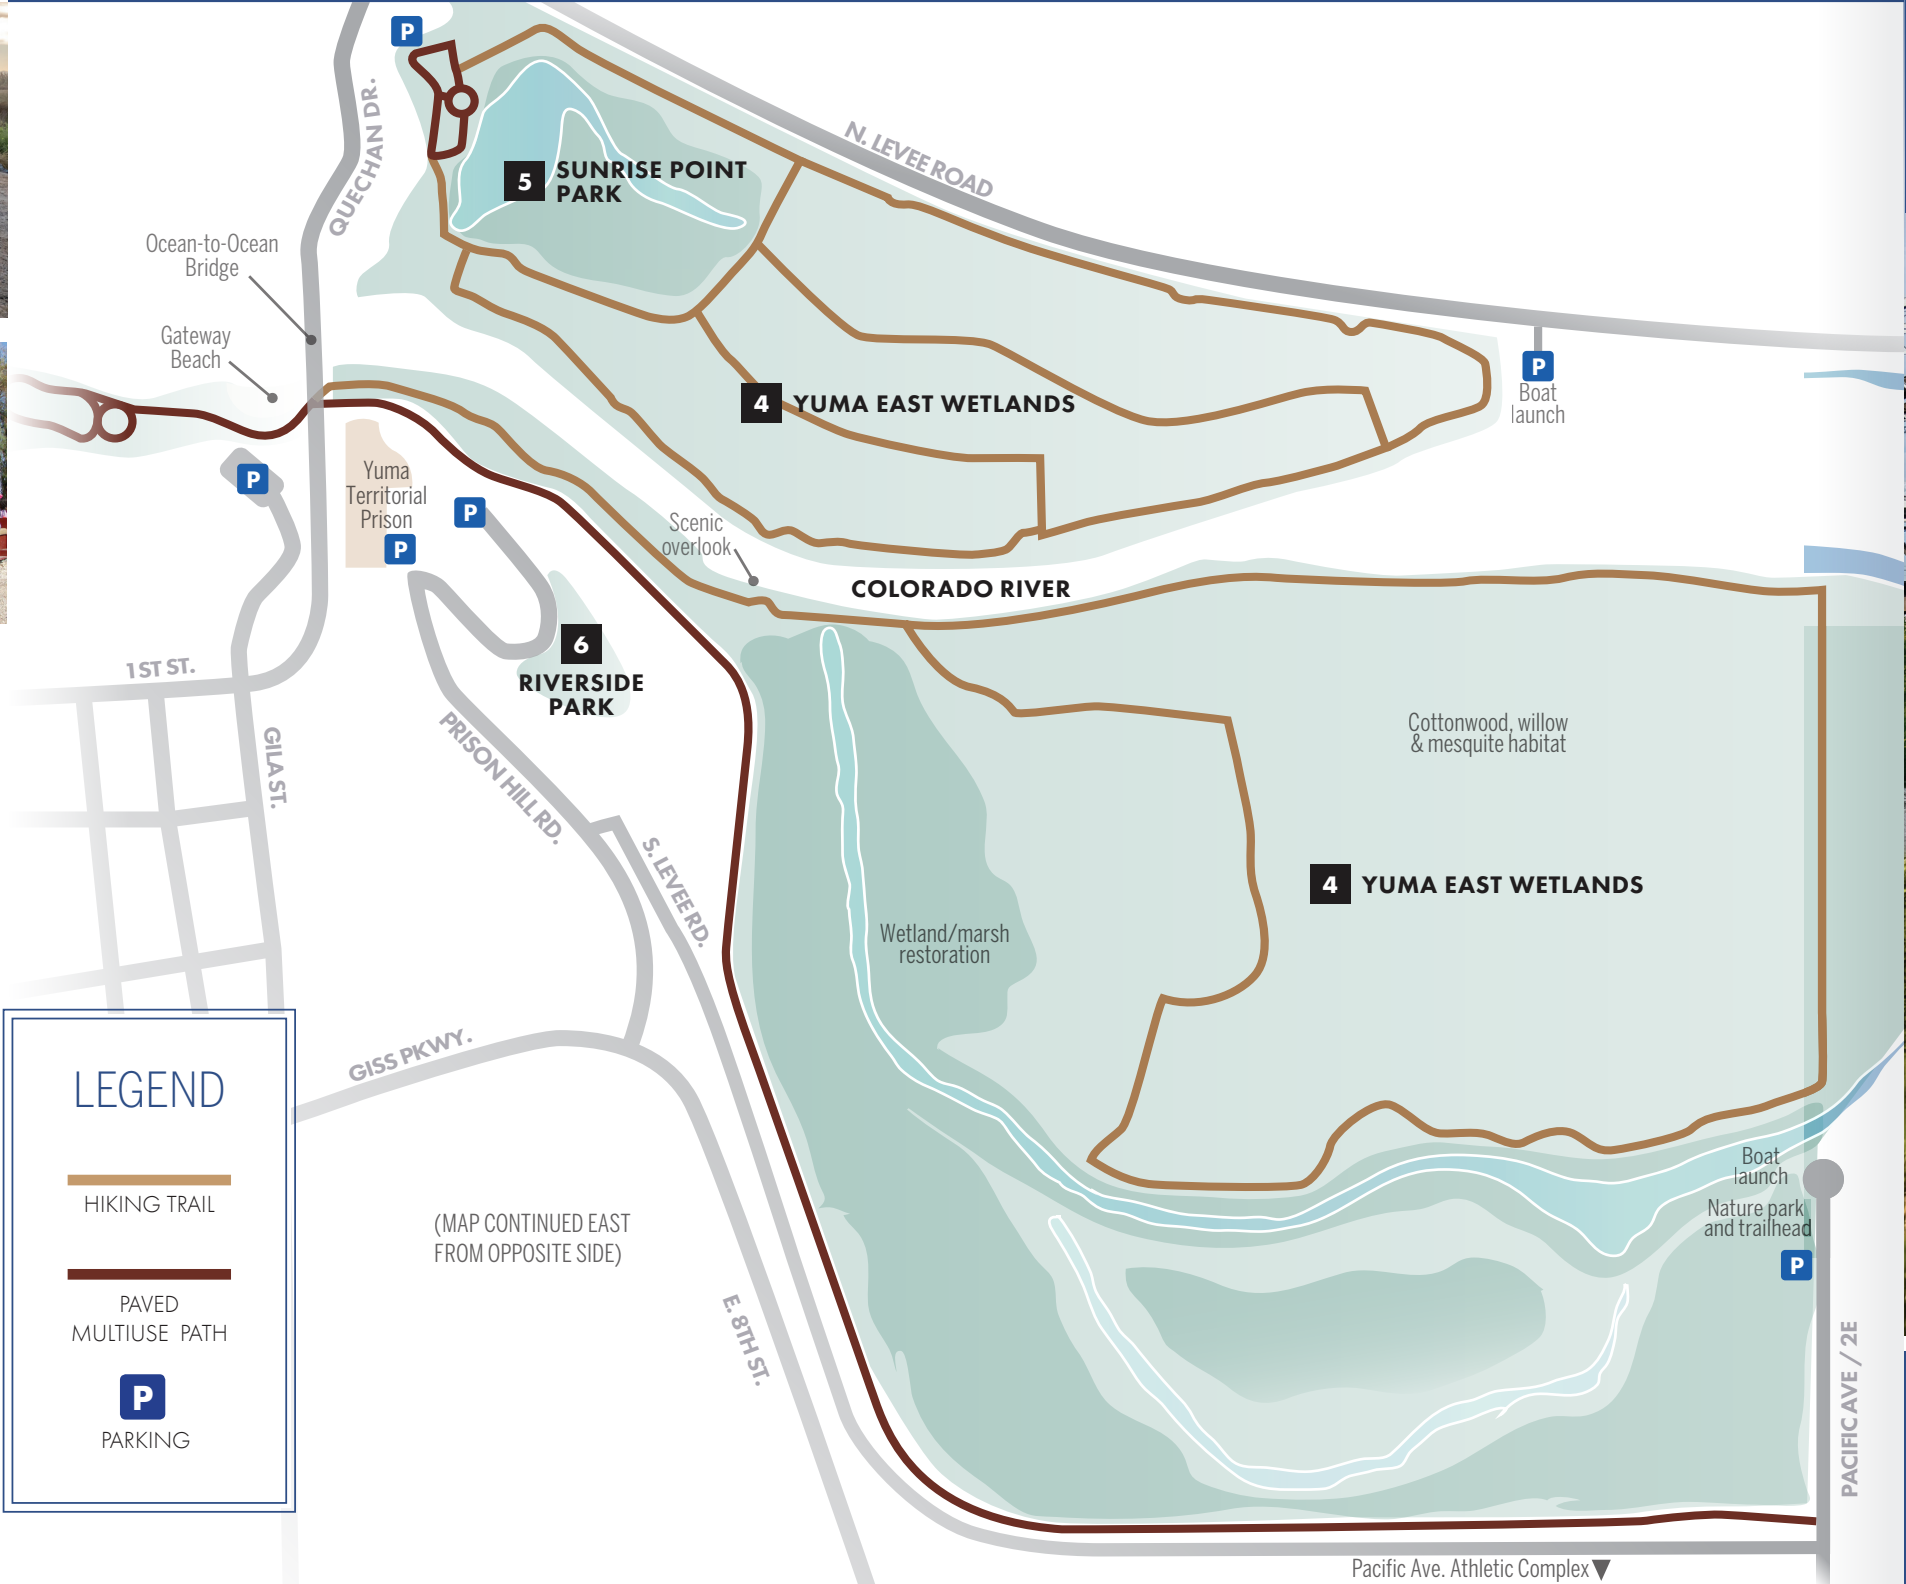 P
QUECHAN DR.
N. LEVEE ROAD
5
SUNRISE POINT
PARK
Ocean-to-Ocean
Bridge
Gateway
Beach
P
Boat
launch
4
YUMA EAST WETLANDS
P
Yuma
Territorial
Prison
P
P
Scenic
overlook
COLORADO RIVER
6
RIVERSIDE
PARK
1ST ST.
GILA ST.
PRISON HILL RD.
S. LEVEE RD.
Cottonwood, willow
& mesquite habitat
4
YUMA EAST WETLANDS
Wetland/marsh
restoration
GISS PKWY.
LEGEND
HIKING TRAIL
PAVED
MULTIUSE PATH
P
PARKING
(MAP CONTINUED EAST
FROM OPPOSITE SIDE)
E. 8TH ST.
Boat
launch
Nature park
and trailhead
P
PACIFIC AVE / 2E
Pacific Ave. Athletic Complex